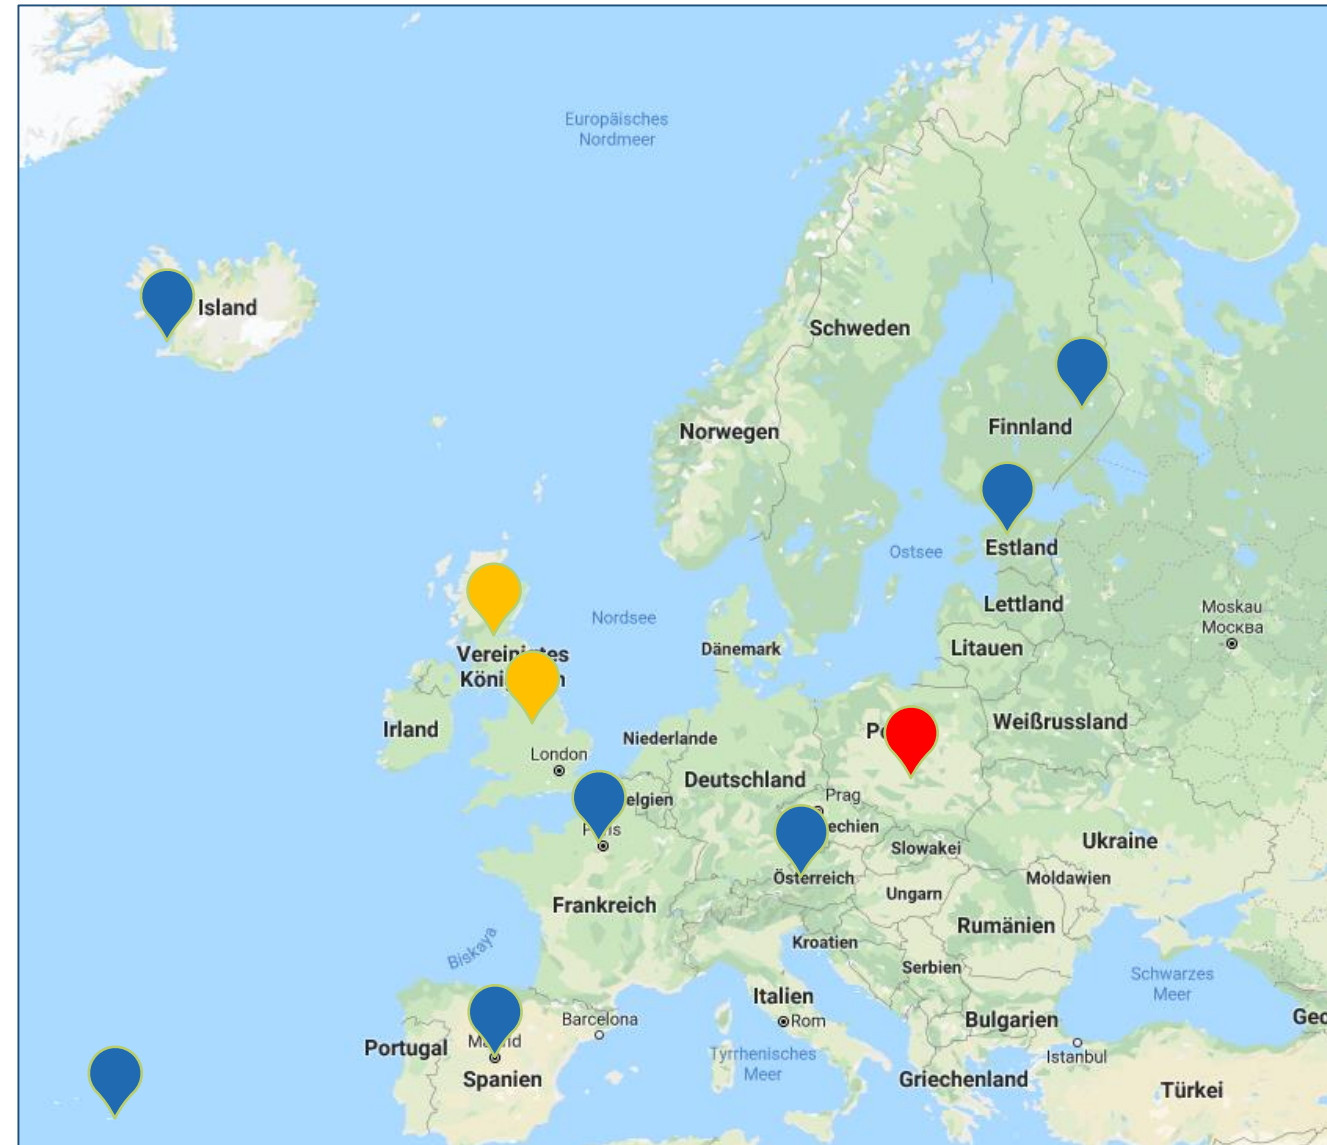 Europäisches
Nordmeer
Island
Schweden
Finnland
Norwegen
Ostsee
Estland
Lettland
Moskau
Москва
Nordsee
Dänemark
Litauen
Irland
Niederlande
Weißrussland
London
Deutschland
Prag
Slowakei
Ukraine
Österreich
Moldawien
Ungarn
Frankreich
Rumänien
Kroatien
Biskaya
Serbien
Schwarzes
Meer
Italien
Rom
Barcelona
Bulgarien
Portugal
Istanbul
Tyrrhenisches
Meer
Spanien
Griechenland
Türkei